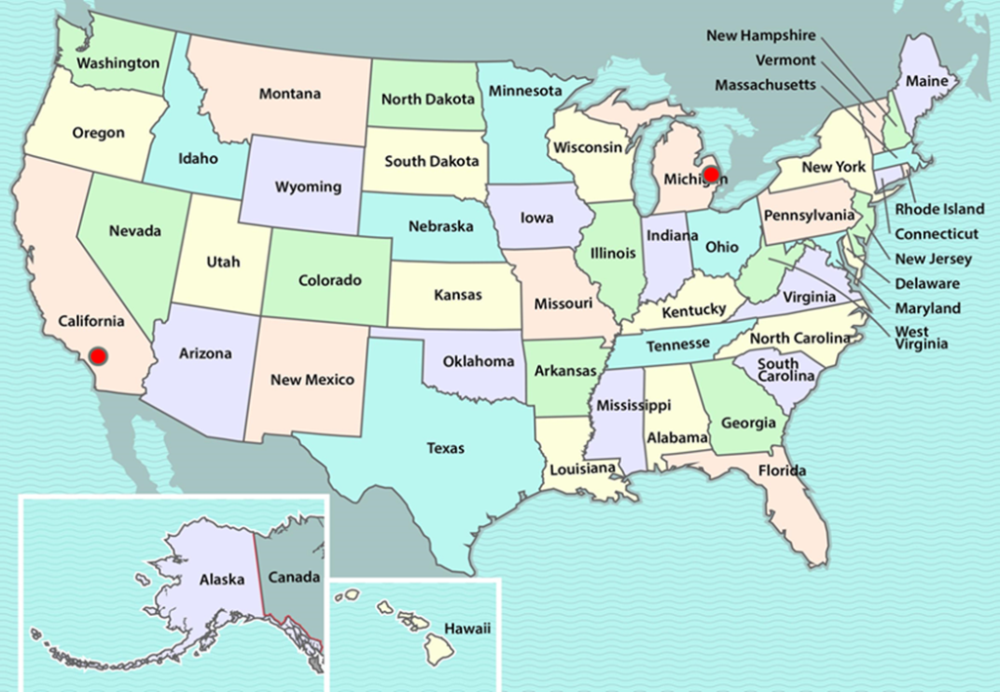 New Hampshire
Vermont
Massachusetts
Washington
Montana
North Dakota
Minnesota
Maine
Oregon
Idaho
South Dakota
Wisconsin
Michigan
New York
Wyoming
Nebraska
Iowa
Rhode Island
Connecticut
Nevada
Utah
Colorado
Illinois
Indiana
Ohio
Pennsylvania
New Jersey
Delaware
Maryland
West
Virginia
Kansas
Missouri
Kentucky
Virginia
California
Arizona
New Mexico
Oklahoma
Arkansas
Tennesse
North Carolina
South
Carolina
Mississippi
Alabama
Georgia
Texas
Louisiana
Florida
Alaska
Canada
Hawaii